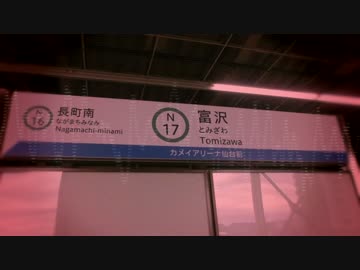 N
16
長町南
ながまちみなみ
Nagamachi-minami
N
17
富沢
とみざわ
Tomizawa
カメイアリーナ仙台前